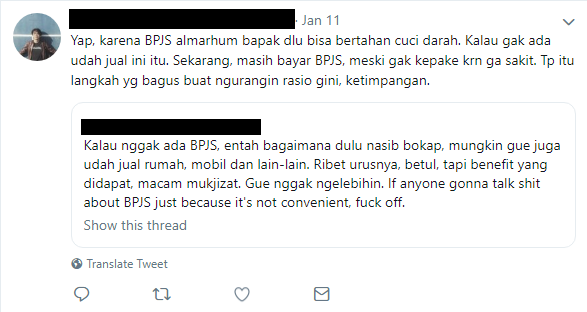 · Jan 11
Yap, karena BPJS almarhum bapak dlu bisa bertahan cuci darah. Kalau gak ada
udah jual ini itu. Sekarang, masih bayar BPJS, meski gak kepake krn ga sakit. Tp itu
langkah yg bagus buat ngurangin rasio gini, ketimpangan.
Kalau nggak ada BPJS, entah bagaimana dulu nasib bokap, mungkin gue juga
udah jual rumah, mobil dan lain-lain. Ribet urusnya, betul, tapi benefit yang
didapat, macam mukjizat. Gue nggak ngelebihin. If anyone gonna talk shit
about BPJS just because it's not convenient, fuck off.
Show this thread
Translate Tweet